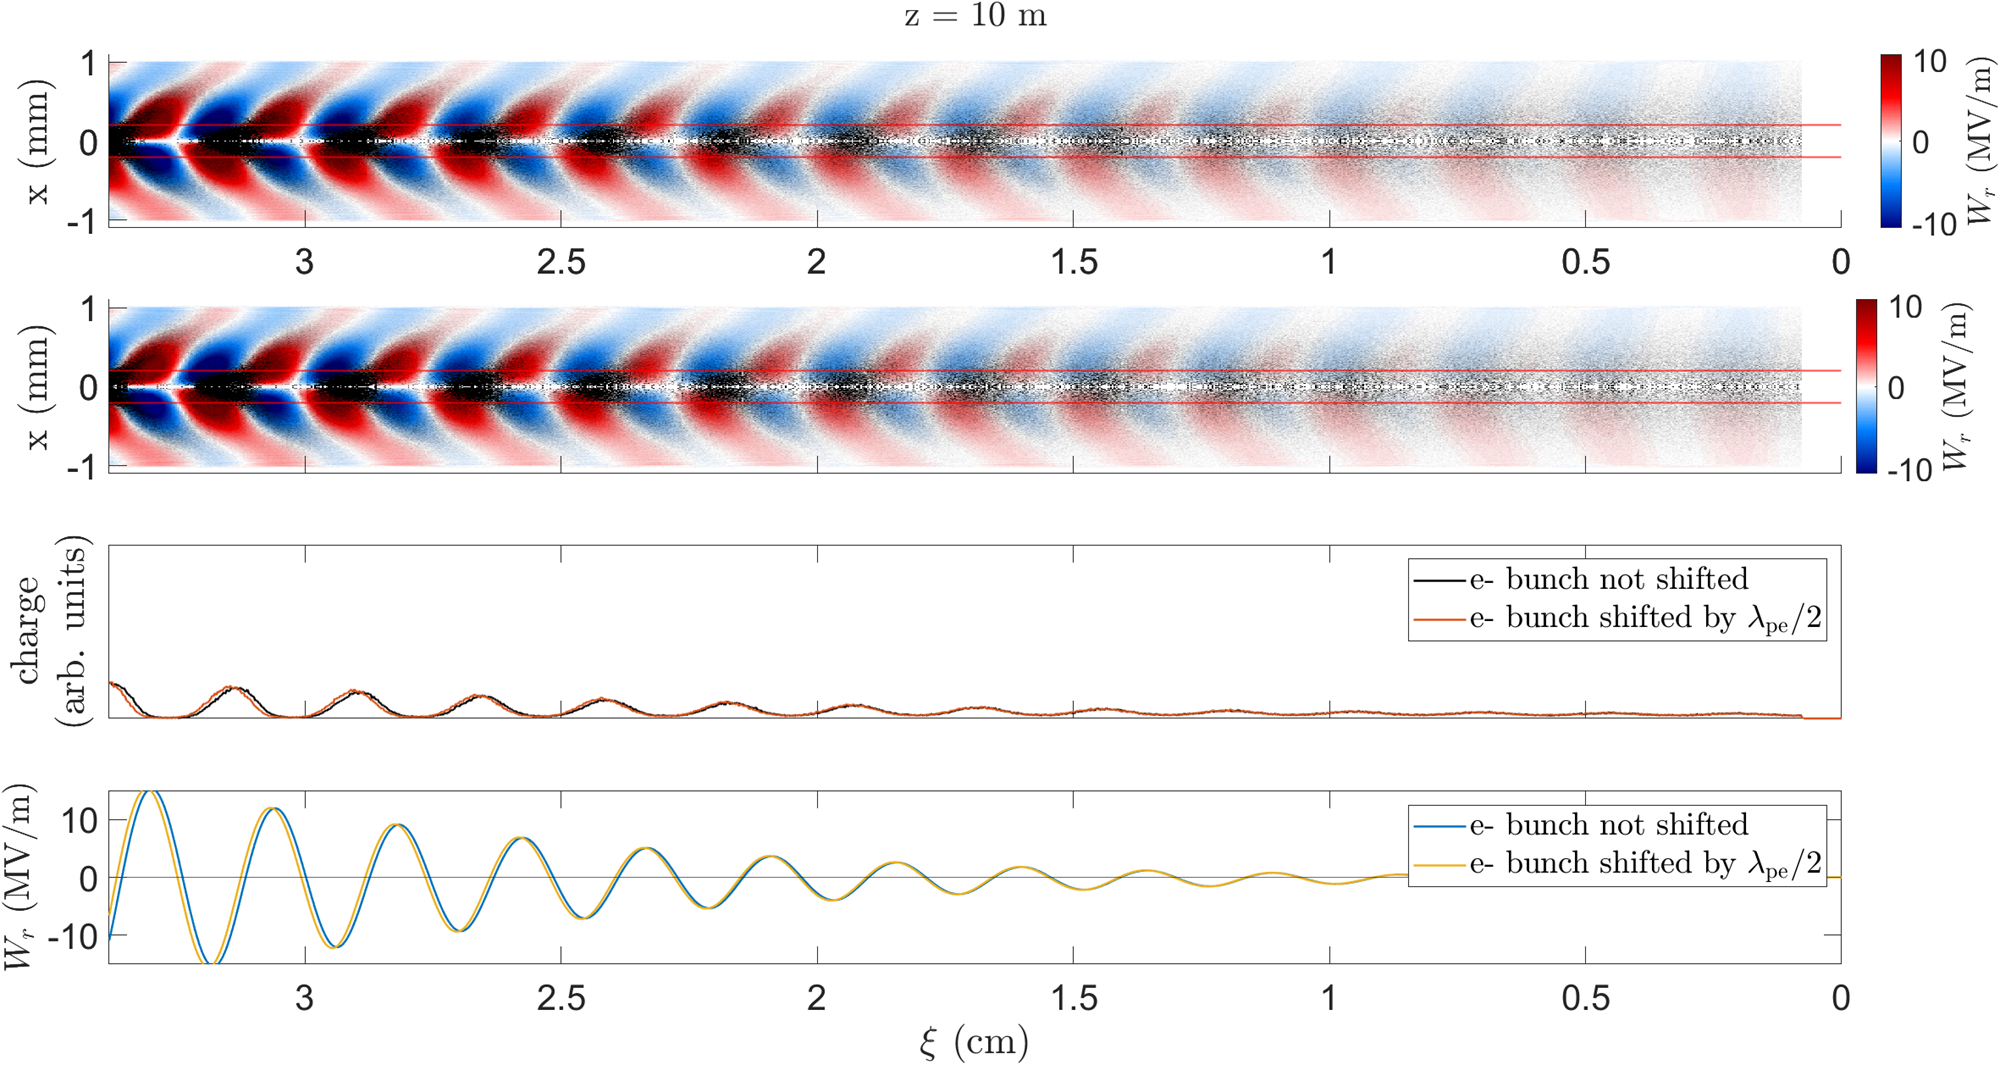 z = 10 m
x (mm)
1
0
-1
3 2.5 2 1.5 1 0.5 0
10
0
-10
W_r (MV/m)
x (mm)
1
0
-1
10
0
-10
W_r (MV/m)
charge
(arb. units)
e- bunch not shifted
e- bunch shifted by λ_pe/2
W_r (MV/m)
10
0
-10
e- bunch not shifted
e- bunch shifted by λ_pe/2
3 2.5 2 1.5 1 0.5 0
ξ (cm)